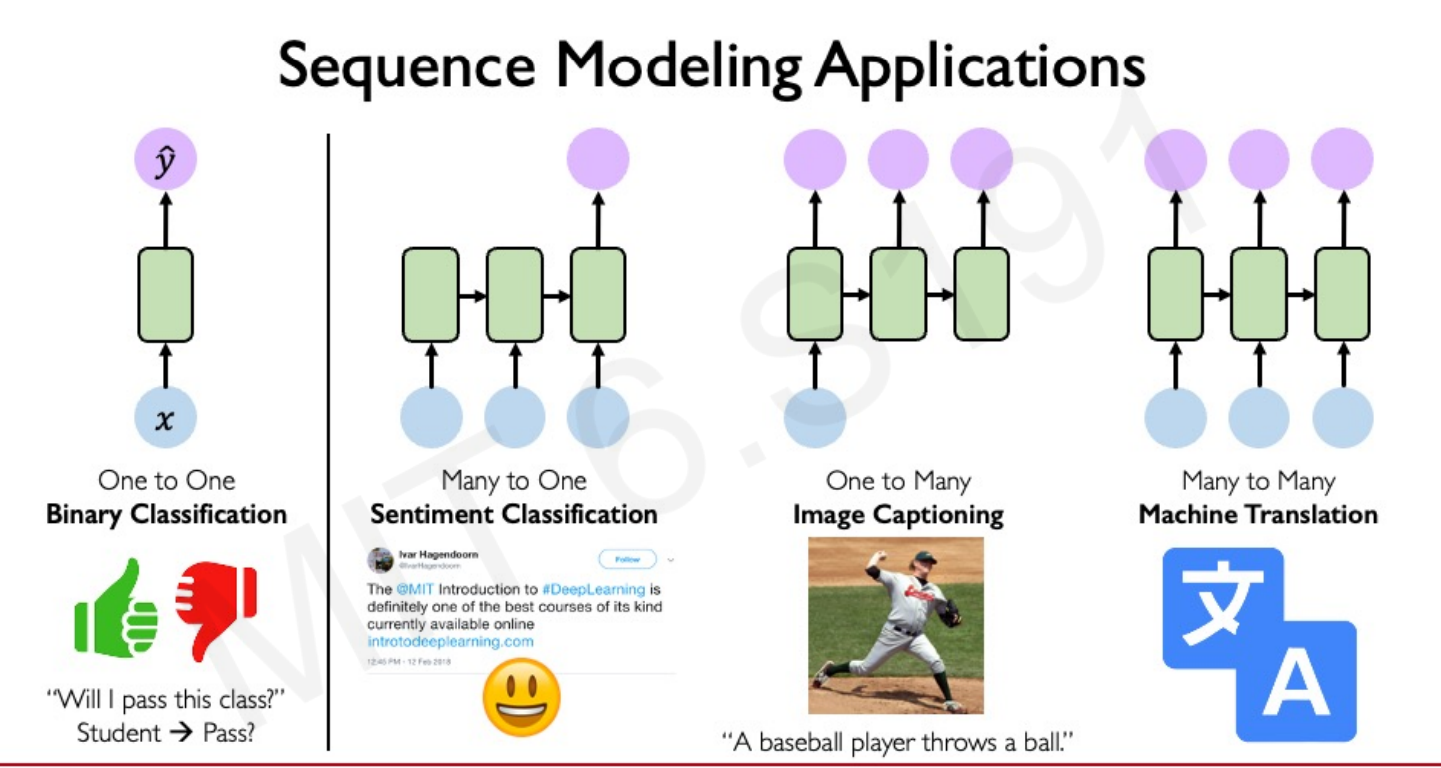 Sequence Modeling Applications
ŷ
x
One to One
Binary Classification
"Will I pass this class?"
Student → Pass?
Many to One
Sentiment Classification
Ivar Hagendoorn
@IvarHagendoorn
Follow
The @MIT Introduction to #DeepLearning is
definitely one of the best courses of its kind
currently available online
introtodeeplearning.com
12:45 PM - 12 Feb 2018
One to Many
Image Captioning
"A baseball player throws a ball."
Many to Many
Machine Translation
文
A
MIT 6.S191